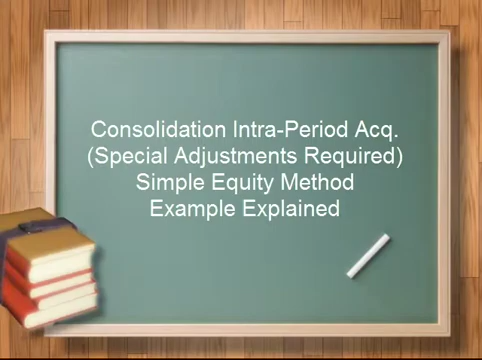 Consolidation Intra-Period Acq.
(Special Adjustments Required)
Simple Equity Method
Example Explained